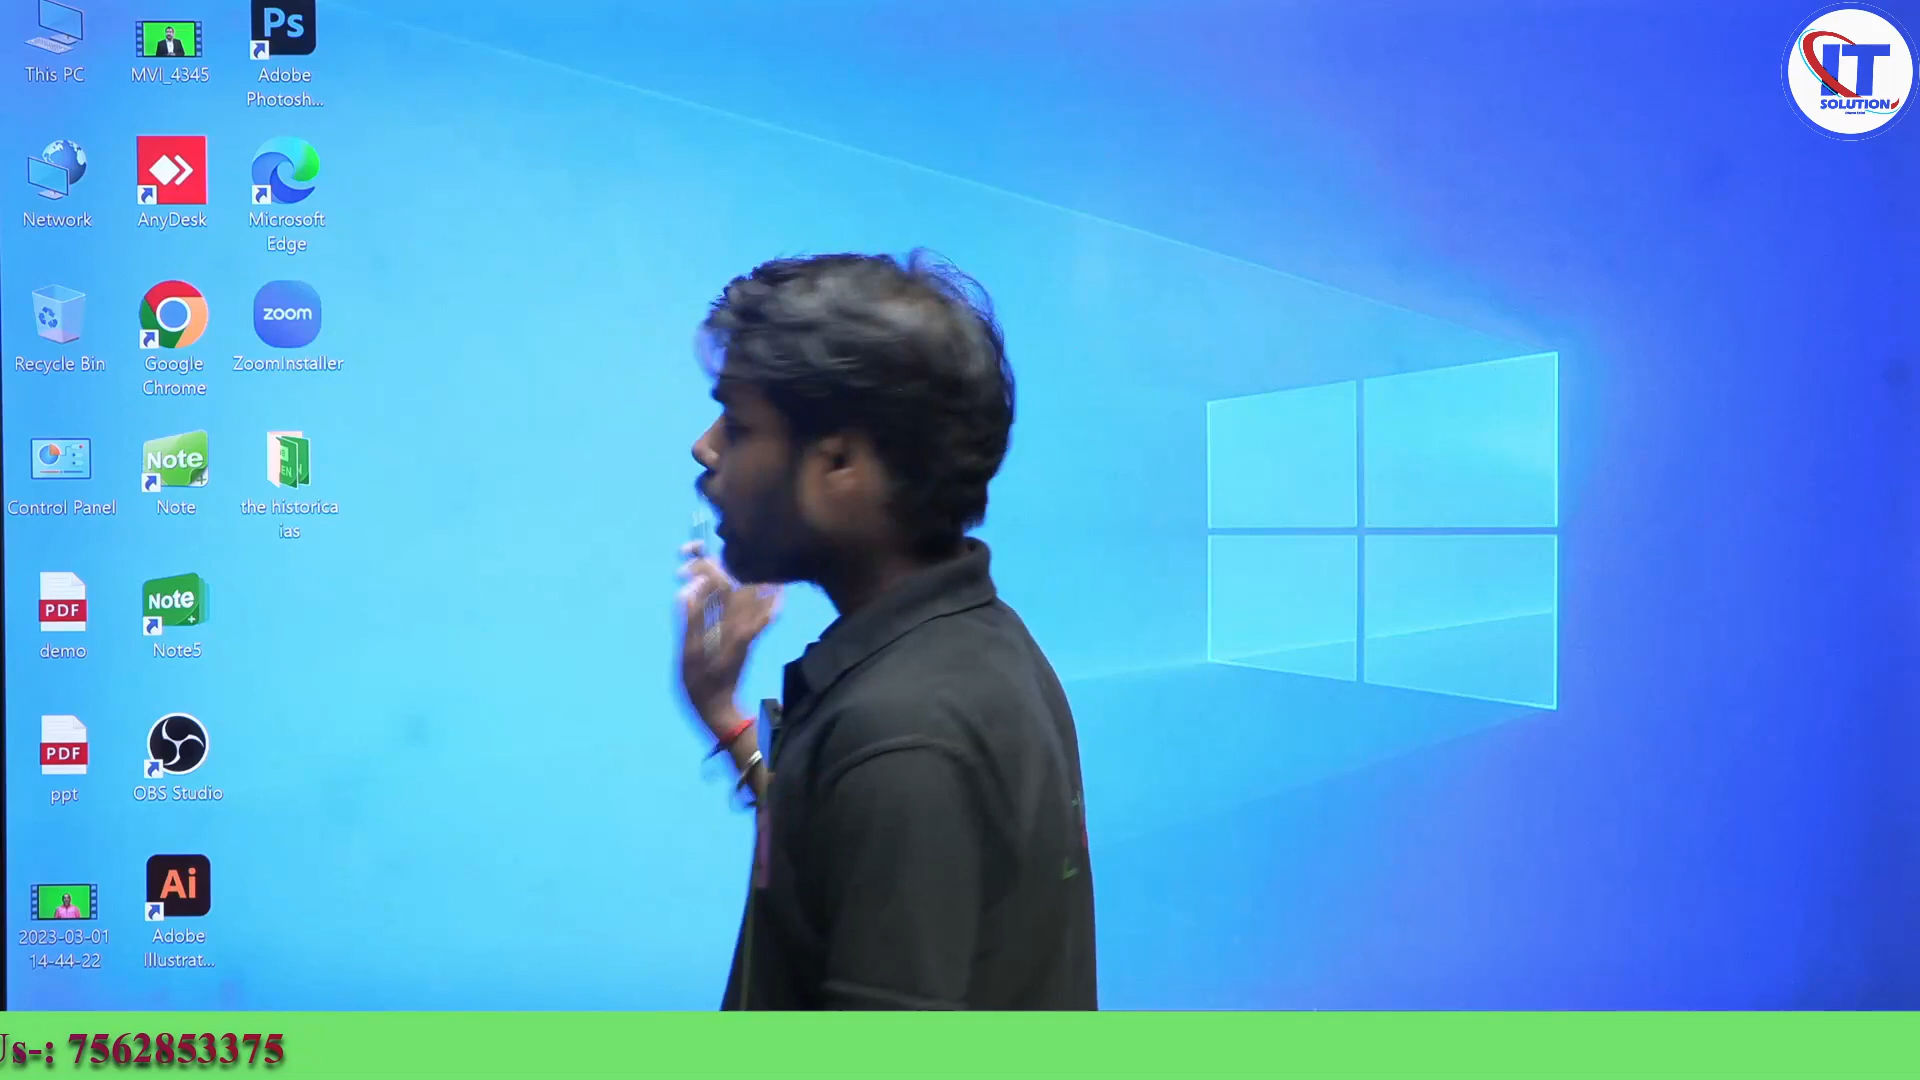 This PC
MVI_4345
Ps
Adobe
Photosh...
IT
SOLUTION
Network
AnyDesk
Microsoft
Edge
Recycle Bin
Google
Chrome
zoom
ZoomInstaller
Control Panel
Note
Note
the historica
ias
PDF
demo
Note
Note5
PDF
ppt
OBS Studio
2023-03-01
14-44-22
Ai
Adobe
Illustrat...
Us-: 7562853375